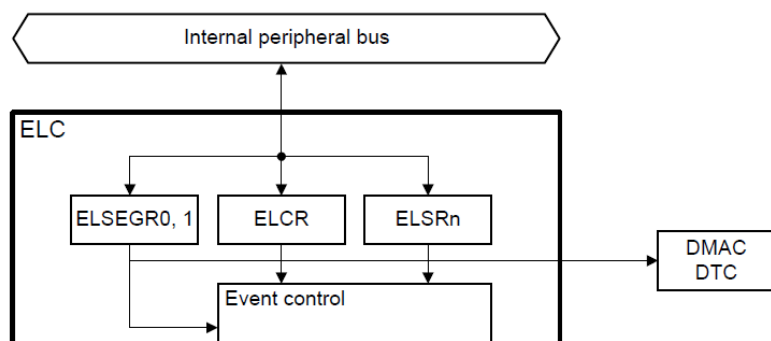 Internal peripheral bus
ELC
ELSEGR0, 1
ELCR
ELSRn
DMAC
DTC
Event control